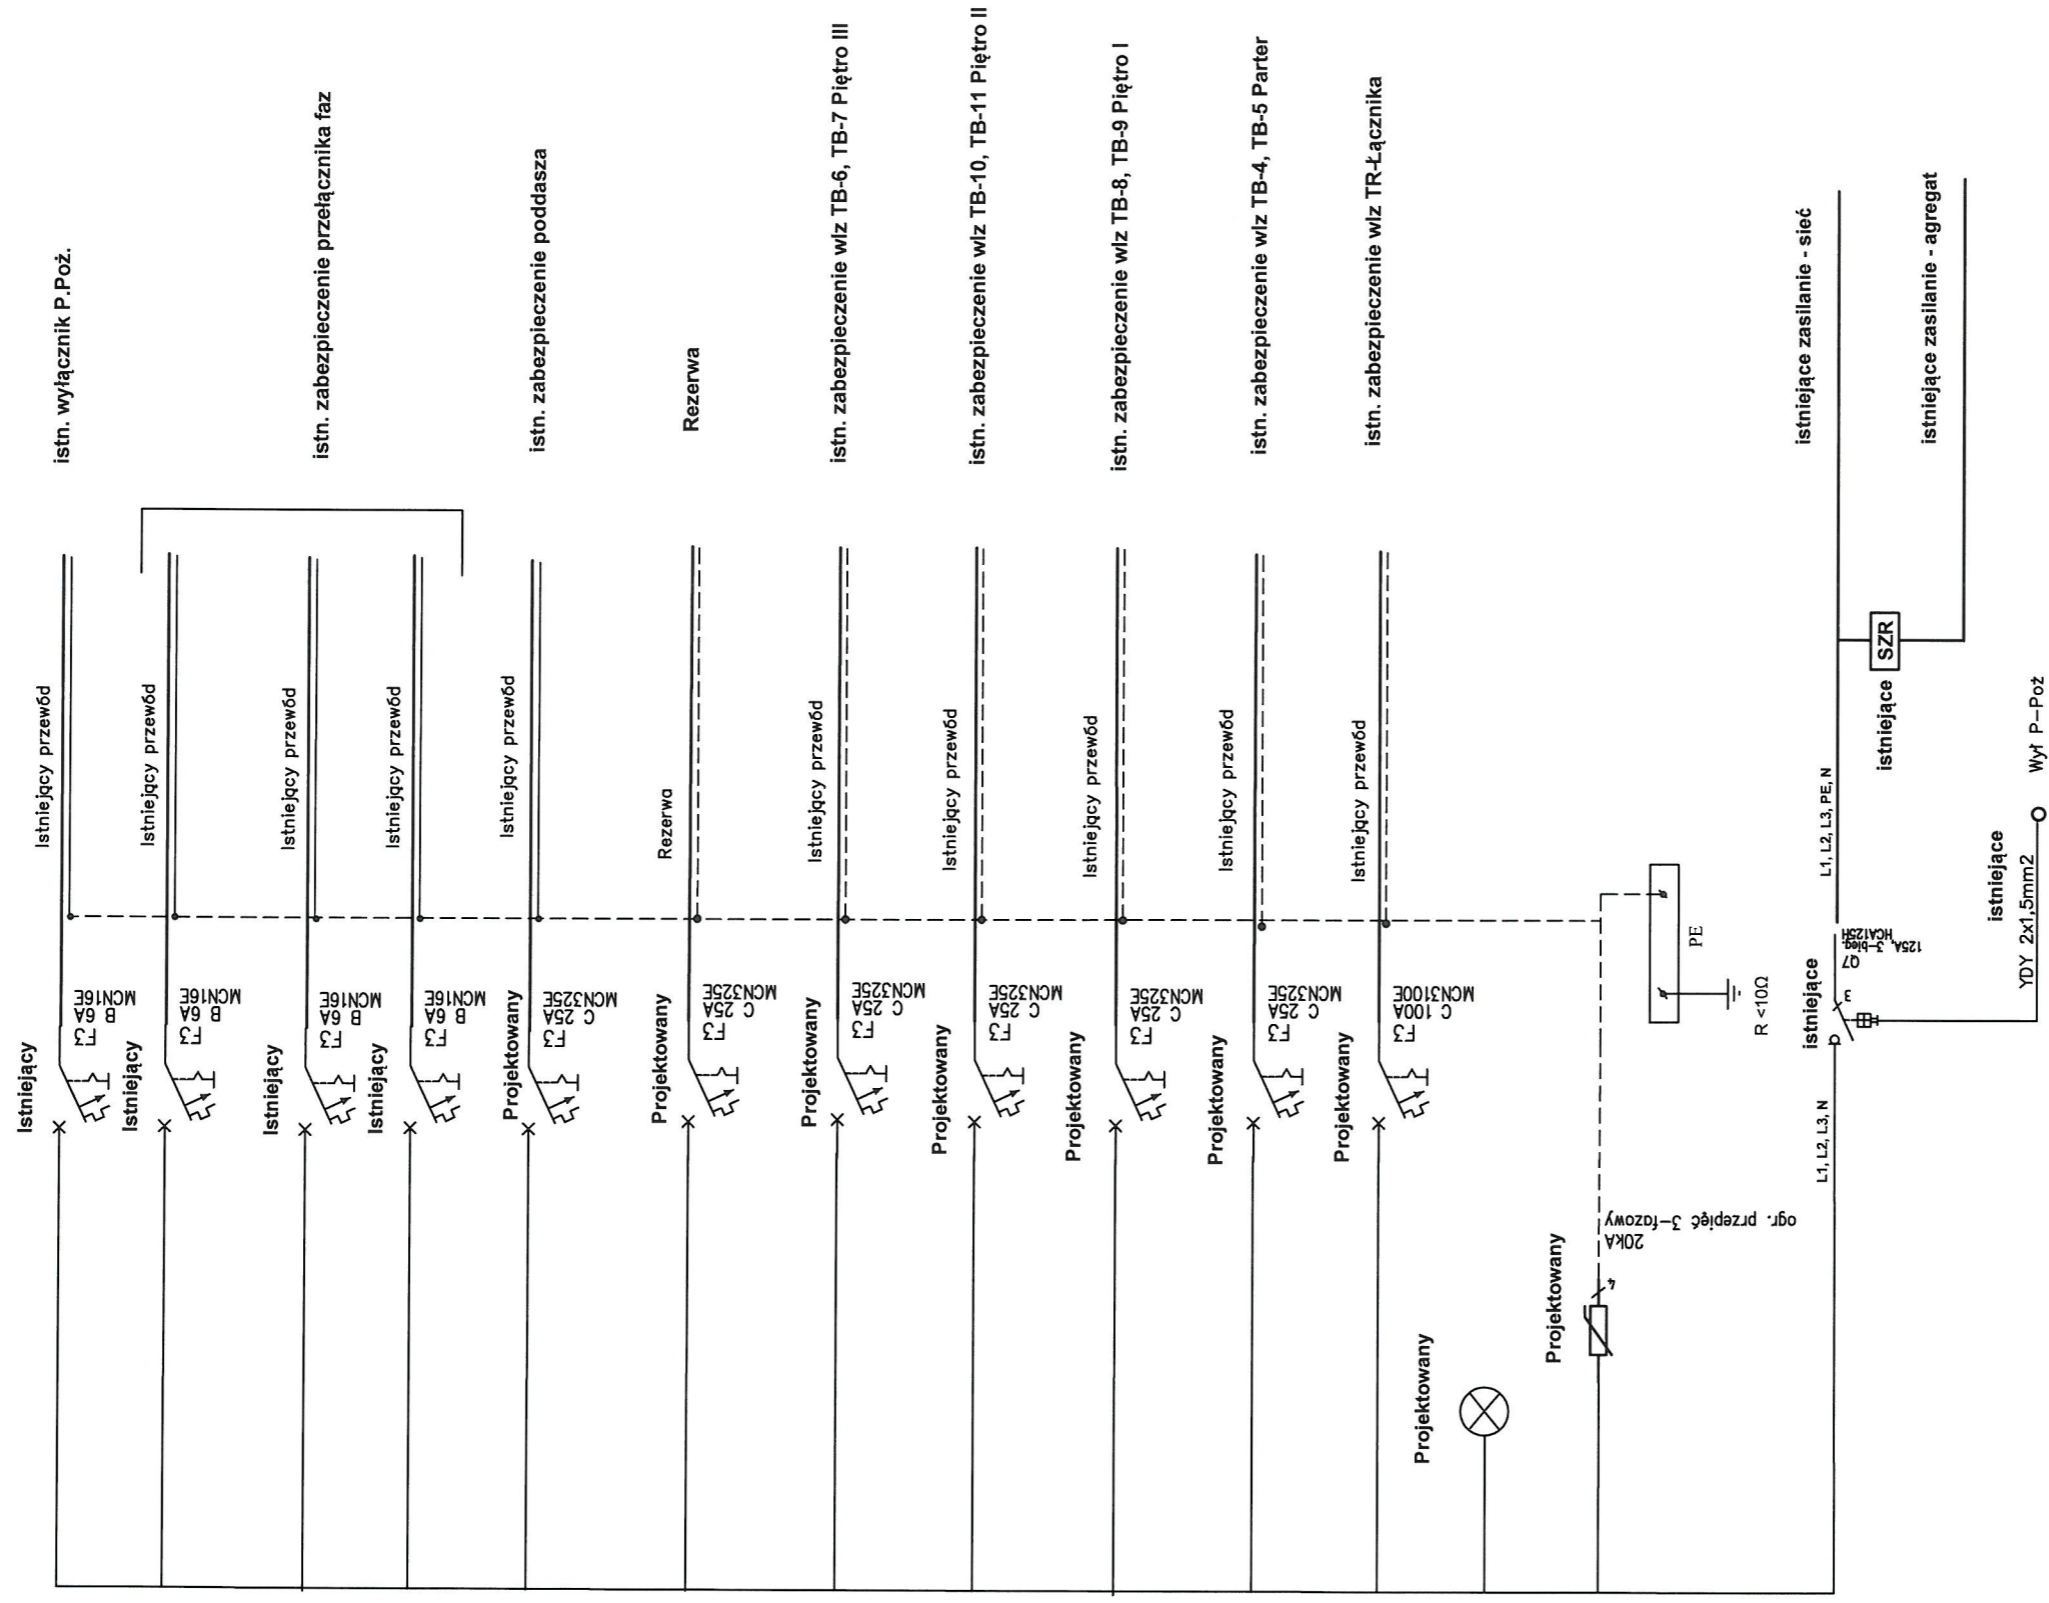 istn. wyłącznik P.Poż.
istn. zabezpieczenie przełącznika faz
istn. zabezpieczenie poddasza
Rezerwa
istn. zabezpieczenie wlz TB-6, TB-7 Piętro III
istn. zabezpieczenie wlz TB-10, TB-11 Piętro II
istn. zabezpieczenie wlz TB-8, TB-9 Piętro I
istn. zabezpieczenie wlz TB-4, TB-5 Parter
istn. zabezpieczenie wlz TR-Łącznika
istniejące zasilanie - sieć
istniejące zasilanie - agregat
Istniejący przewód
Istniejący przewód
Istniejący przewód
Istniejący przewód
Istniejący przewód
Rezerwa
Istniejący przewód
Istniejący przewód
Istniejący przewód
Istniejący przewód
Istniejący przewód
SZR
istniejące
L1, L2, L3, PE,N
Wył P-Poż
istniejące
YDY 2x1,5mm2
PE
R <10Ω
Istniejący
F3
B 6A
MCN16E
Istniejący
F3
B 6A
MCN16E
Istniejący
F3
B 6A
MCN16E
Istniejący
F3
B 6A
MCN16E
Projektowany
F3
C 25A
MCN325E
Projektowany
F3
C 25A
MCN325E
Projektowany
F3
C 25A
MCN325E
Projektowany
F3
C 25A
MCN325E
Projektowany
F3
C 25A
MCN325E
Projektowany
F3
C 25A
MCN325E
Projektowany
F3
C 100A
MCN3100E
istniejące
Q7
HCA125H
125A, 3-bieg.
3
L1, L2, L3, N
Projektowany
Projektowany
20kA
ogr. przepięć 3-fazowy
4